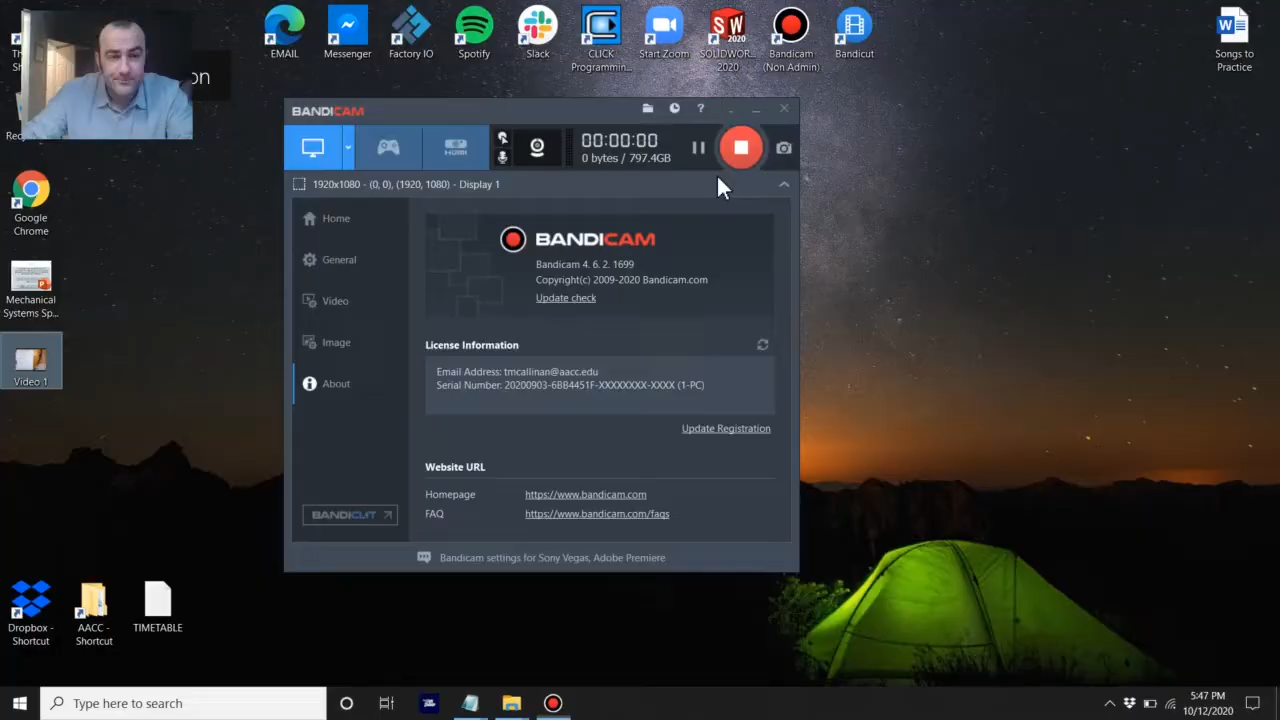 EMAIL
Messenger
Factory IO
Spotify
Slack
CLICK
Programmin...
Start Zoom
SOLIDWOR...
2020
Bandicam
(Non Admin)
Bandicut
Songs to
Practice
on
Google
Chrome
Mechanical
Systems Sp...
Video 1
Dropbox -
Shortcut
AACC -
Shortcut
TIMETABLE
BANDICAM
00:00:00
0 bytes / 797.4GB
1920x1080 - (0, 0), (1920, 1080) - Display 1
Home
General
Video
Image
About
BANDICUT
BANDICAM
Bandicam 4. 6. 2. 1699
Copyright(c) 2009-2020 Bandicam.com
Update check
License Information
Email Address: tmcallinan@aacc.edu
Serial Number: 20200903-6BB4451F-XXXXXXXX-XXXX (1-PC)
Update Registration
Website URL
Homepage https://www.bandicam.com
FAQ https://www.bandicam.com/faqs
Bandicam settings for Sony Vegas, Adobe Premiere
Type here to search
5:47 PM
10/12/2020